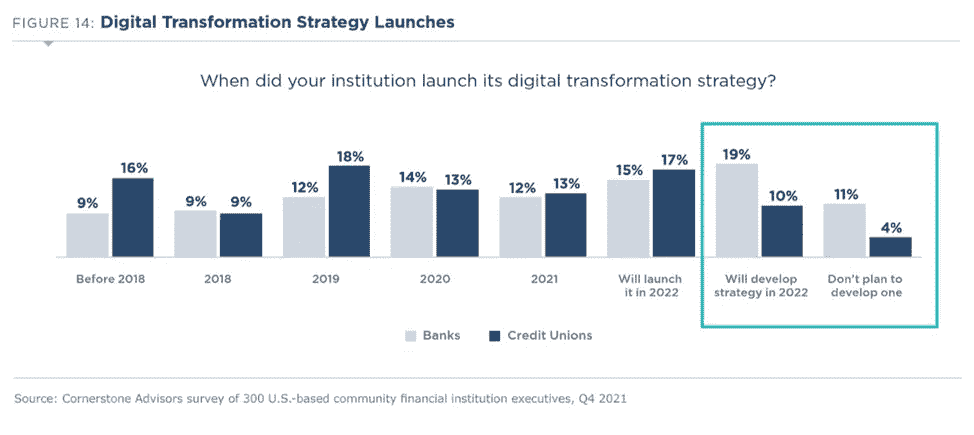 FIGURE 14: Digital Transformation Strategy Launches
When did your institution launch its digital transformation strategy?
9%
16%
9%
9%
12%
18%
14%
13%
12%
13%
15%
17%
19%
10%
11%
4%
Before 2018
2018
2019
2020
2021
Will launch
it in 2022
Will develop
strategy in 2022
Don't plan to
develop one
Banks
Credit Unions
Source: Cornerstone Advisors survey of 300 U.S.-based community financial institution executives, Q4 2021